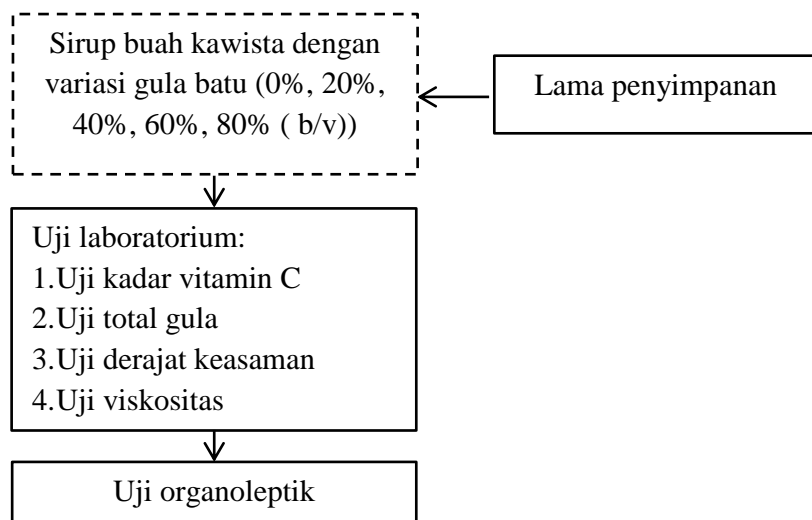 Sirup buah kawista dengan
variasi gula batu (0%, 20%,
40%, 60%, 80% ( b/v))
Lama penyimpanan
Uji laboratorium:
1.Uji kadar vitamin C
2.Uji total gula
3.Uji derajat keasaman
4.Uji viskositas
Uji organoleptik